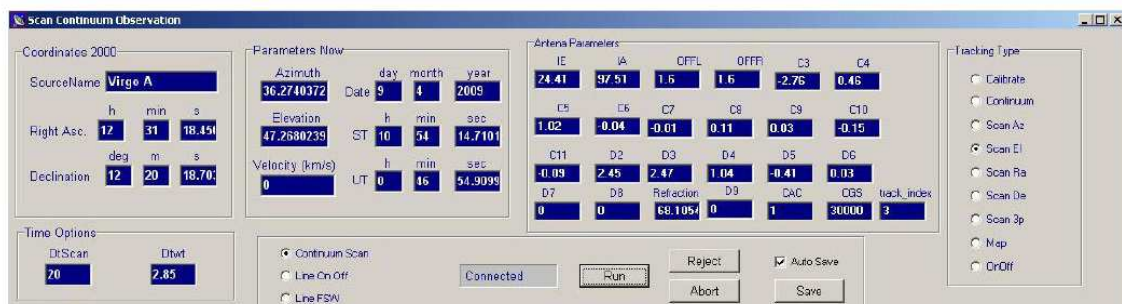 Scan Continuum Observation
Coordinates 2000
SourceName Virgo A
h min s
Right Asc. 12 31 18.450
deg m s
Declination 12 20 18.703
Parameters Now
Azimuth day month year
36.2740372 Date 9 4 2009
Elevation h min sec
47.2680239 ST 10 54 14.7101
Velocity (km/s) h min sec
0 UT 0 46 54.9099
Antena Parameters
IE IA OFFL OFFFI C3 C4
24.41 97.51 1.6 1.6 -2.76 0.46
C5 C6 C7 C8 C9 C10
1.02 -0.04 -0.01 0.11 0.03 -0.15
C11 D2 D3 D4 D5 D6
-0.09 2.45 2.47 1.04 -0.41 0.03
D7 D8 Refraction D9 CAC CGS track_index
0 0 68.1054 0 1 30000 3
Tracking Type
Calibrate
Continuum
Scan Az
Scan El
Scan Ra
Scan De
Scan 3p
Map
OnOff
Time Options
DtScan Dtwt
20 2.85
Continuum Scan
Line On Off
Line FSW
Connected
Run
Reject
Abort
Auto Save
Save